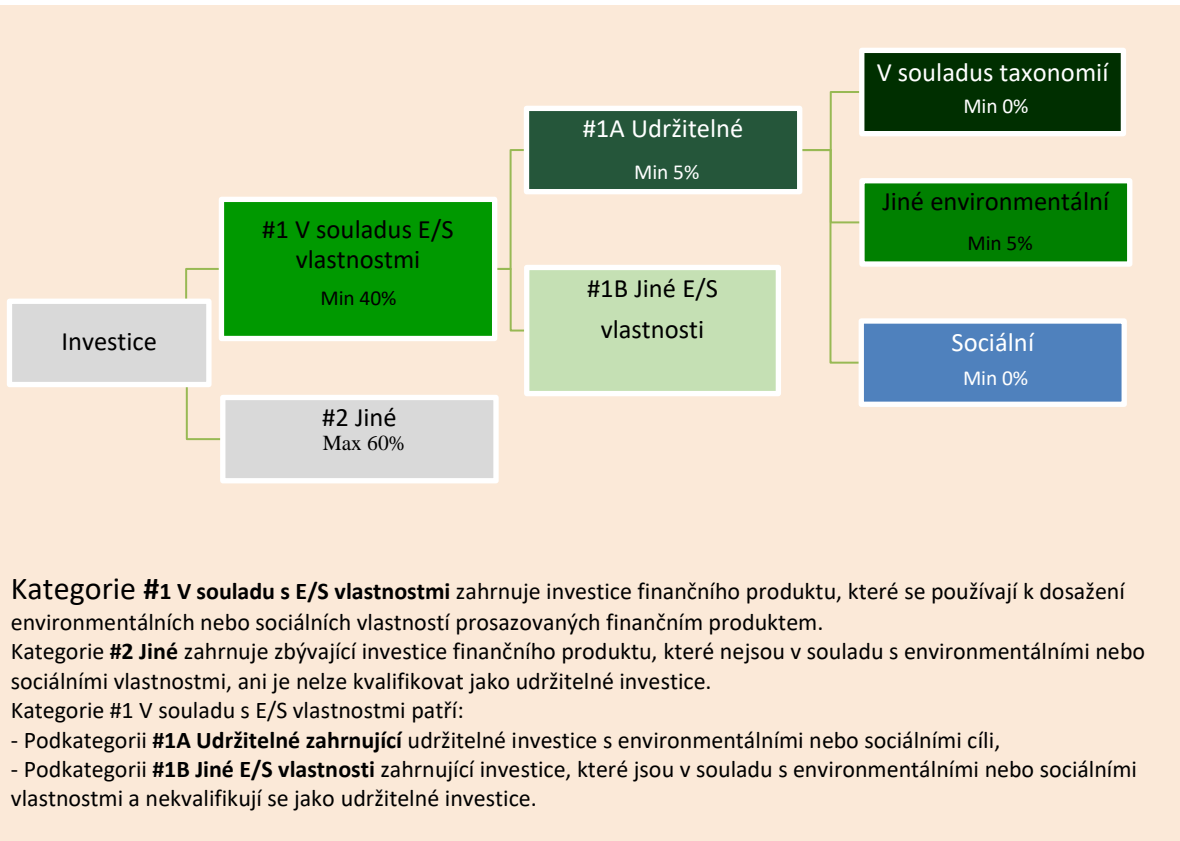 V souladus taxonomií
Min 0%
#1A Udržitelné
Min 5%
Jiné environmentální
Min 5%
#1 V souladus E/S
vlastnostmi
Min 40%
#1B Jiné E/S
vlastnosti
Investice
Sociální
Min 0%
#2 Jiné
Max 60%
Kategorie #1 V souladu s E/S vlastnostmi zahrnuje investice finančního produktu, které se používají k dosažení
environmentálních nebo sociálních vlastností prosazovaných finančním produktem.
Kategorie #2 Jiné zahrnuje zbývající investice finančního produktu, které nejsou v souladu s environmentálními nebo
sociálními vlastnostmi, ani je nelze kvalifikovat jako udržitelné investice.
Kategorie #1 V souladu s E/S vlastnostmi patří:
- Podkategorii #1A Udržitelné zahrnující udržitelné investice s environmentálními nebo sociálními cíli,
- Podkategorii #1B Jiné E/S vlastnosti zahrnující investice, které jsou v souladu s environmentálními nebo sociálními
vlastnostmi a nekvalifikují se jako udržitelné investice.